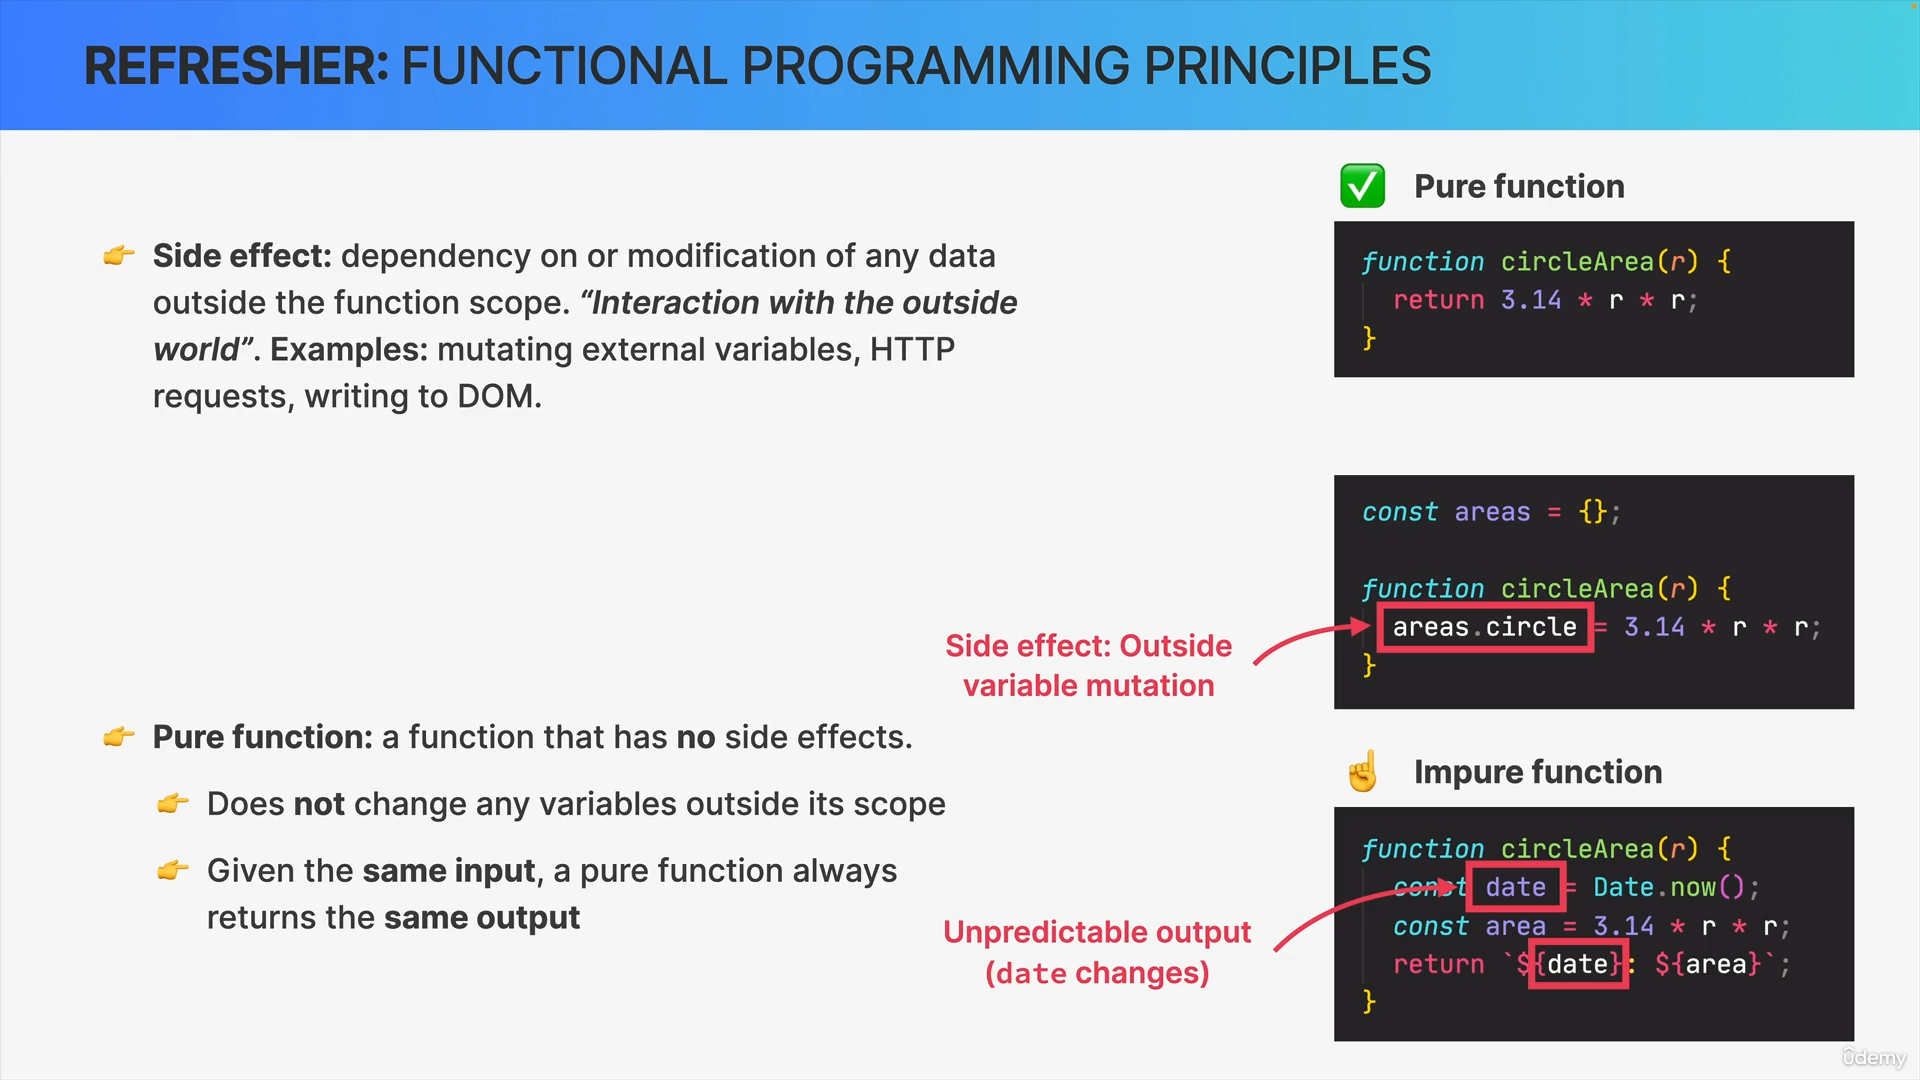 REFRESHER: FUNCTIONAL PROGRAMMING PRINCIPLES
👉 Side effect: dependency on or modification of any data
outside the function scope. “Interaction with the outside
world”. Examples: mutating external variables, HTTP
requests, writing to DOM.
👉 Pure function: a function that has no side effects.
👉 Does not change any variables outside its scope
👉 Given the same input, a pure function always
returns the same output
✅ Pure function
function circleArea(r) {
return 3.14 * r * r;
}
const areas = {};
function circleArea(r) {
areas.circle = 3.14 * r * r;
}
Side effect: Outside
variable mutation
☝️ Impure function
function circleArea(r) {
const date = Date.now();
const area = 3.14 * r * r;
return `${date}: ${area}`;
}
Unpredictable output
(date changes)
ûdemy